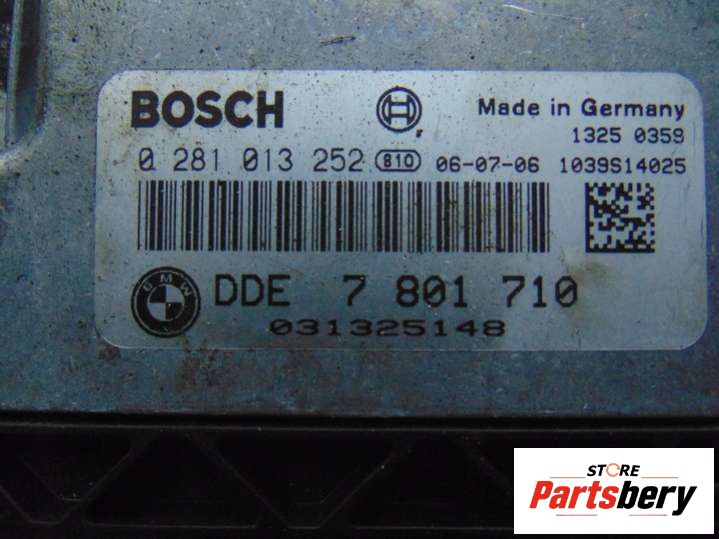 BOSCH
Made in Germany
1325 0359
0 281 013 252 810 06-07-06 1039S14025
BMW
DDE 7 801 710
031325148
STORE
Partsbery